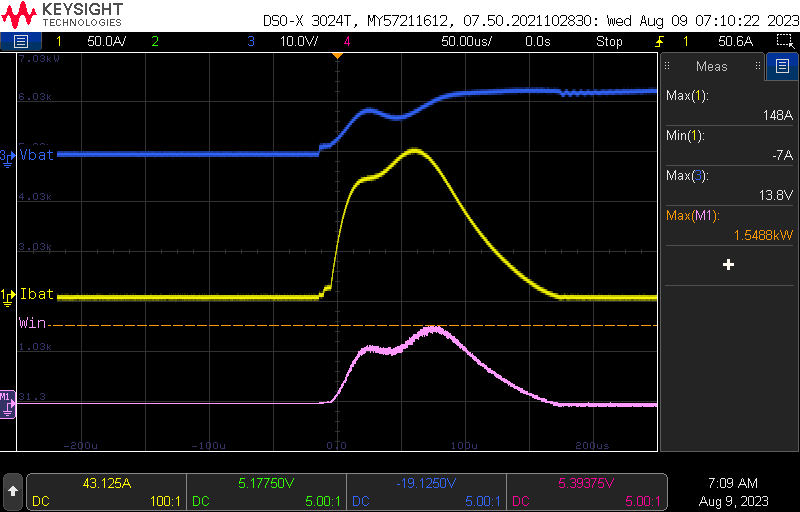 KEYSIGHT
TECHNOLOGIES
DSO-X 3024T, MY57211612, 07.50.2021102830: Wed Aug 09 07:10:22 2023
1 50.0A/ 2 3 10.0V/ 4 50.00us/ 0.0s Stop 1 50.6A
7.03kW
6.03k
3 Vbat
4.03k
3.03k
1 Ibat
Win
1.03k
M1 31.3
-200u -100u 0.0 100u 200us
Meas
Max(1):
148A
Min(1):
-7A
Max(3):
13.8V
Max(M1):
1.5488kW
+
43.125A 5.17750V -19.1250V 5.39375V
DC 100:1 DC 5.00:1 DC 5.00:1 DC 5.00:1
7:09 AM
Aug 9, 2023